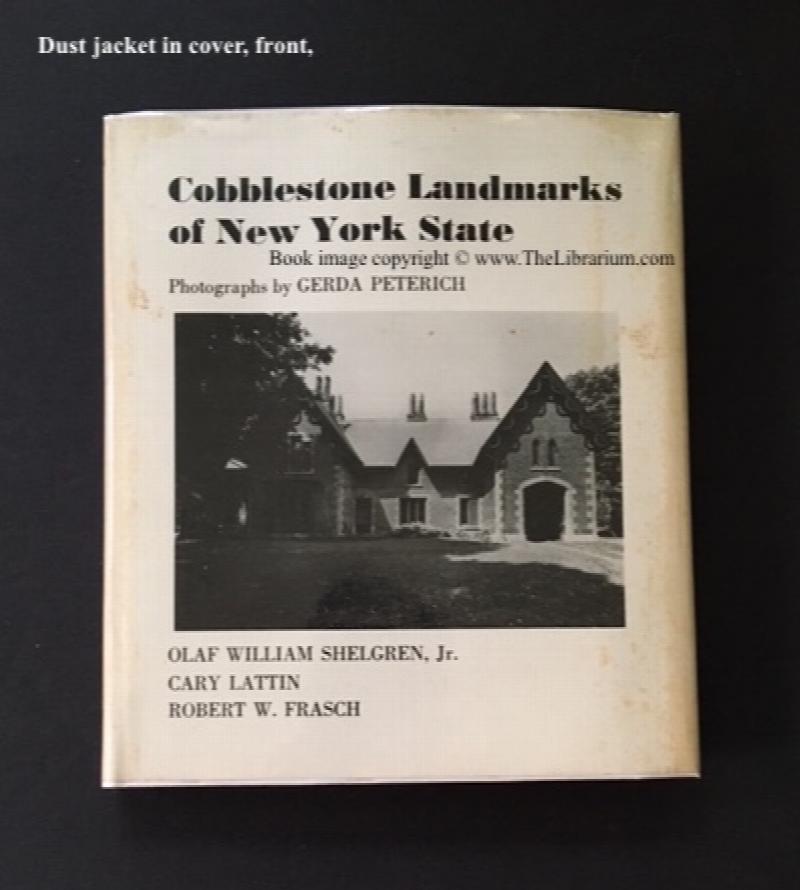 Dust jacket in cover, front,
Cobblestone Landmarks
of New York State
Book image copyright © www.TheLibrarium.com
Photographs by GERDA PETERICH
OLAF WILLIAM SHELGREN, Jr.
CARY LATTIN
ROBERT W. FRASCH